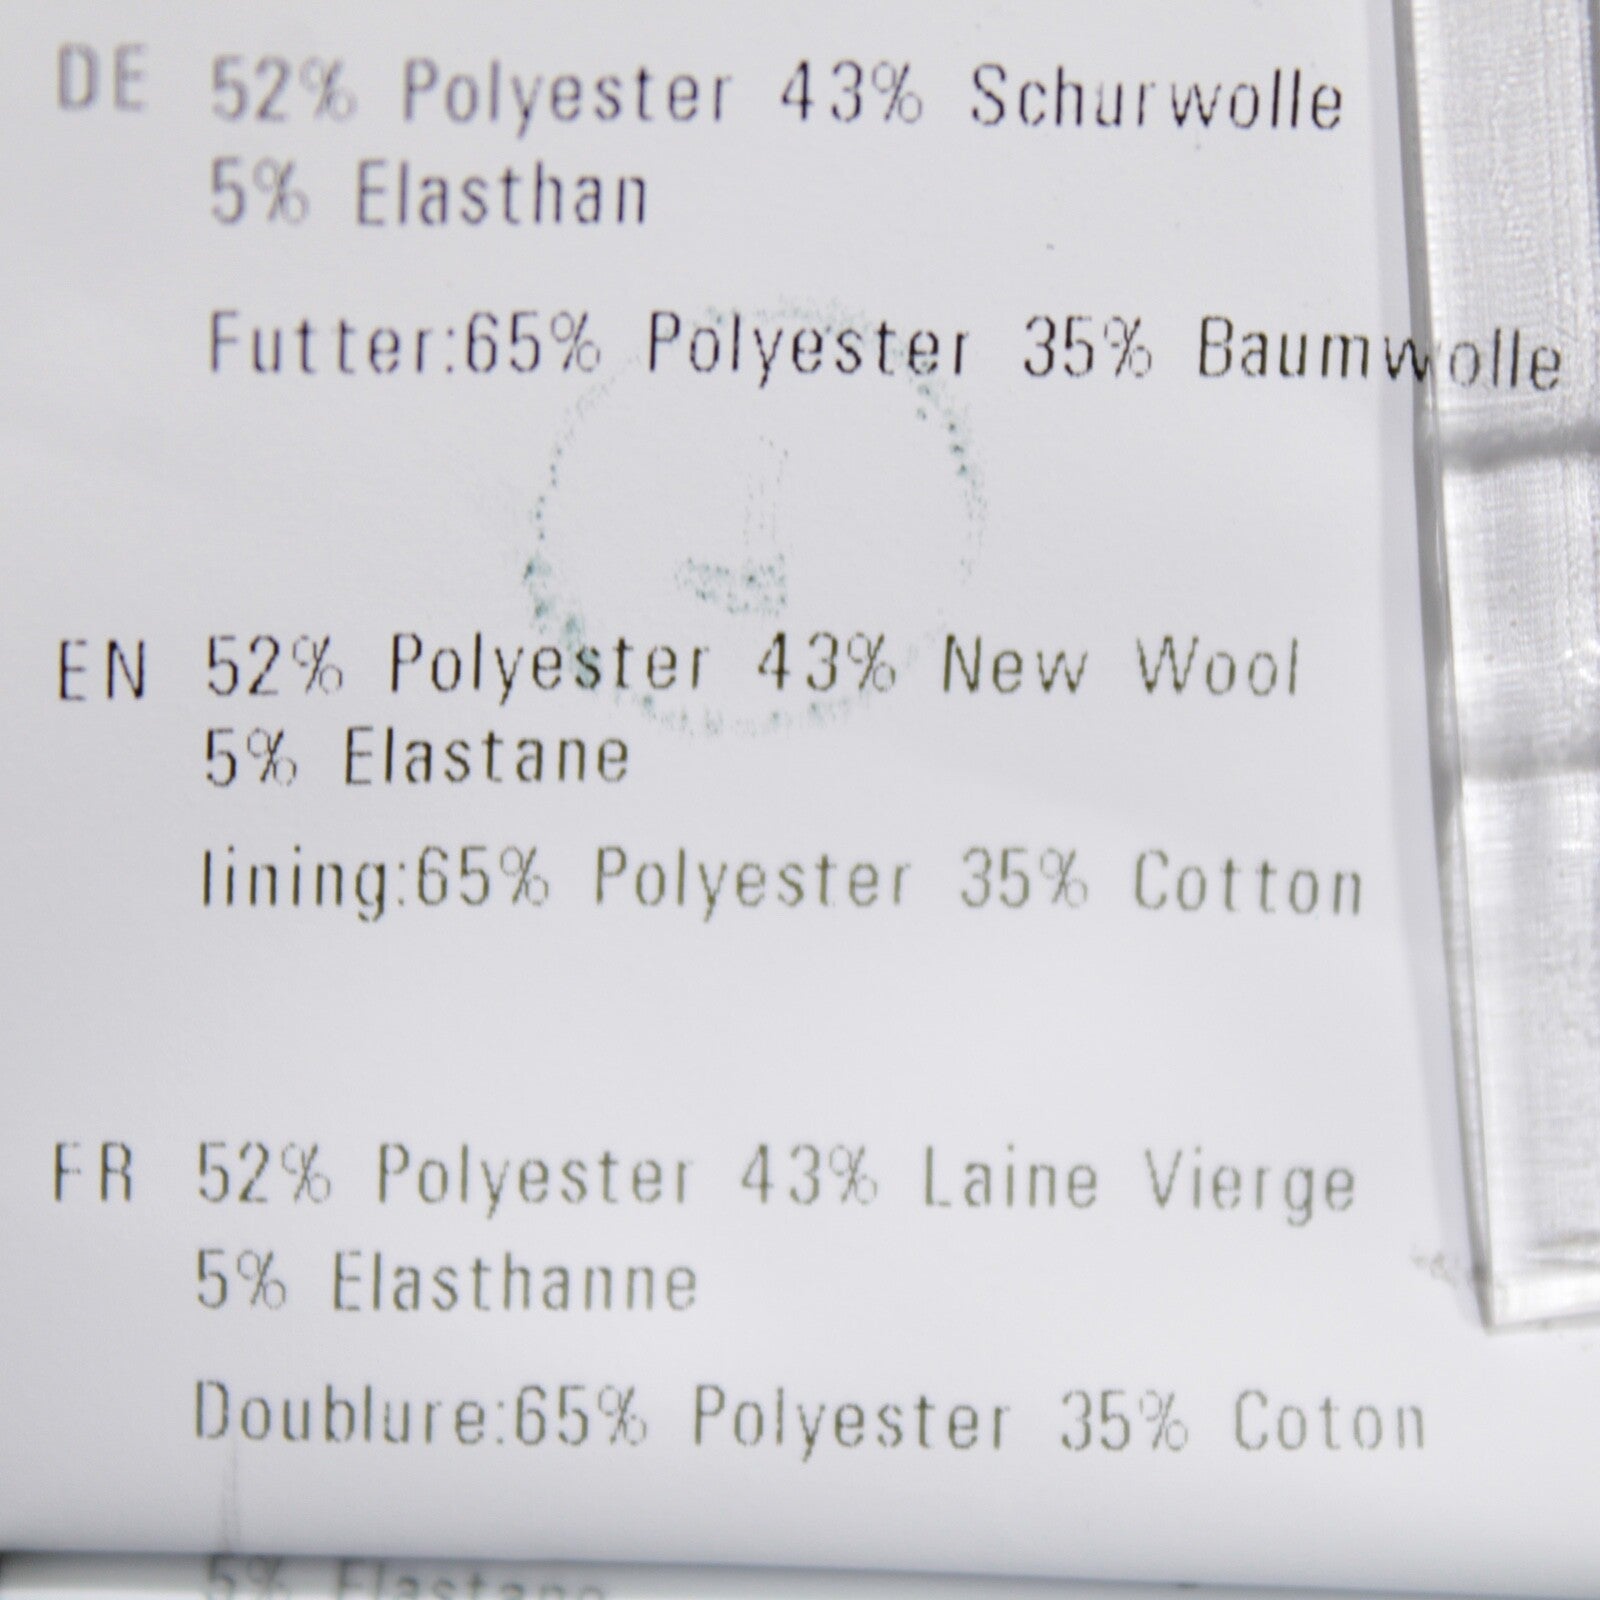 DE 52% Polyester 43% Schurwolle
5% Elasthan
Futter:65% Polyester 35% Baumwolle
EN 52% Polyester 43% New Wool
5% Elastane
lining:65% Polyester 35% Cotton
FR 52% Polyester 43% Laine Vierge
5% Elasthanne
Doublure:65% Polyester 35% Coton
5% Elastane